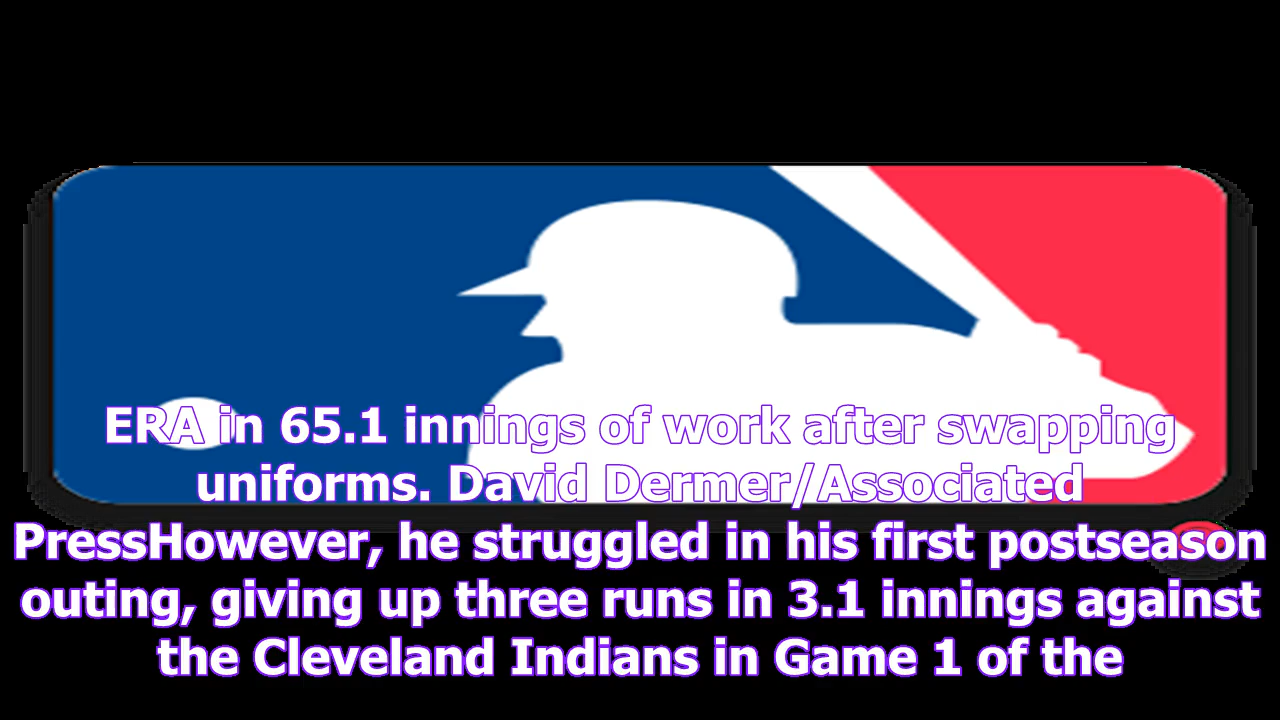 ERA in 65.1 innings of work after swapping
uniforms. David Dermer/Associated
PressHowever, he struggled in his first postseason
outing, giving up three runs in 3.1 innings against
the Cleveland Indians in Game 1 of the